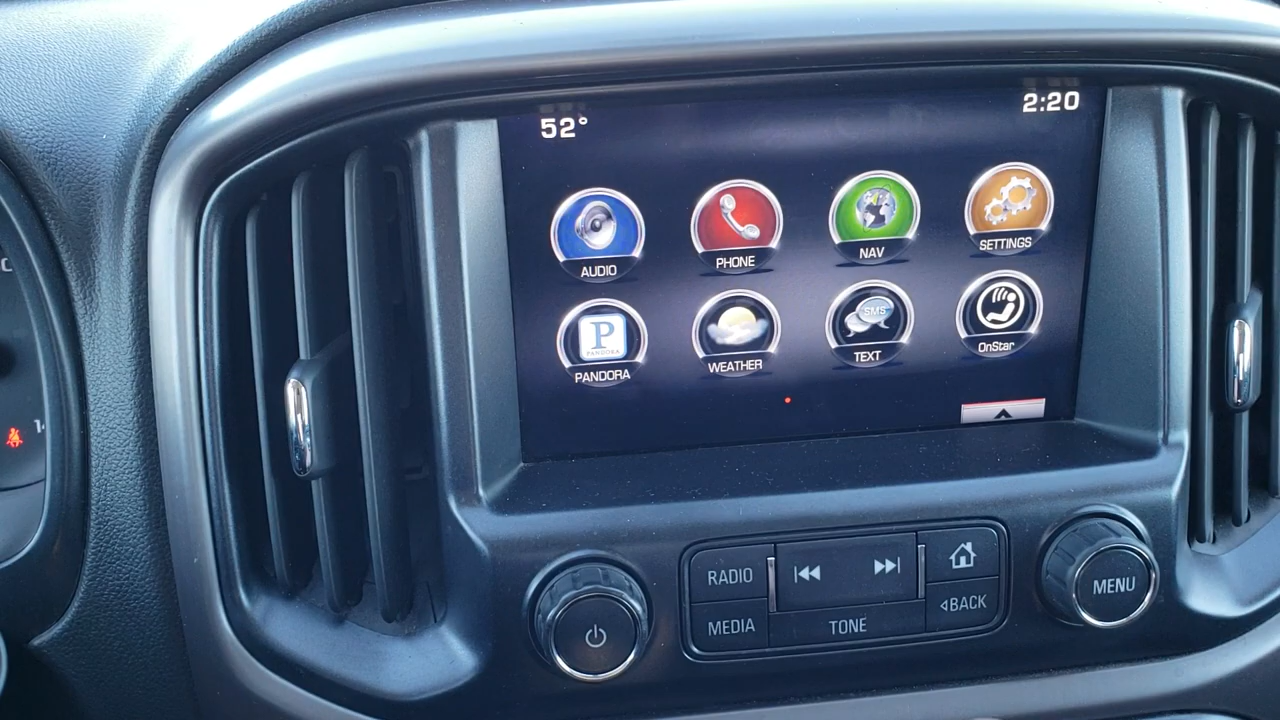 52°
2:20
AUDIO
PHONE
NAV
SETTINGS
P
PANDORA
PANDORA
WEATHER
SMS
TEXT
OnStar
RADIO
MEDIA
TONE
BACK
MENU